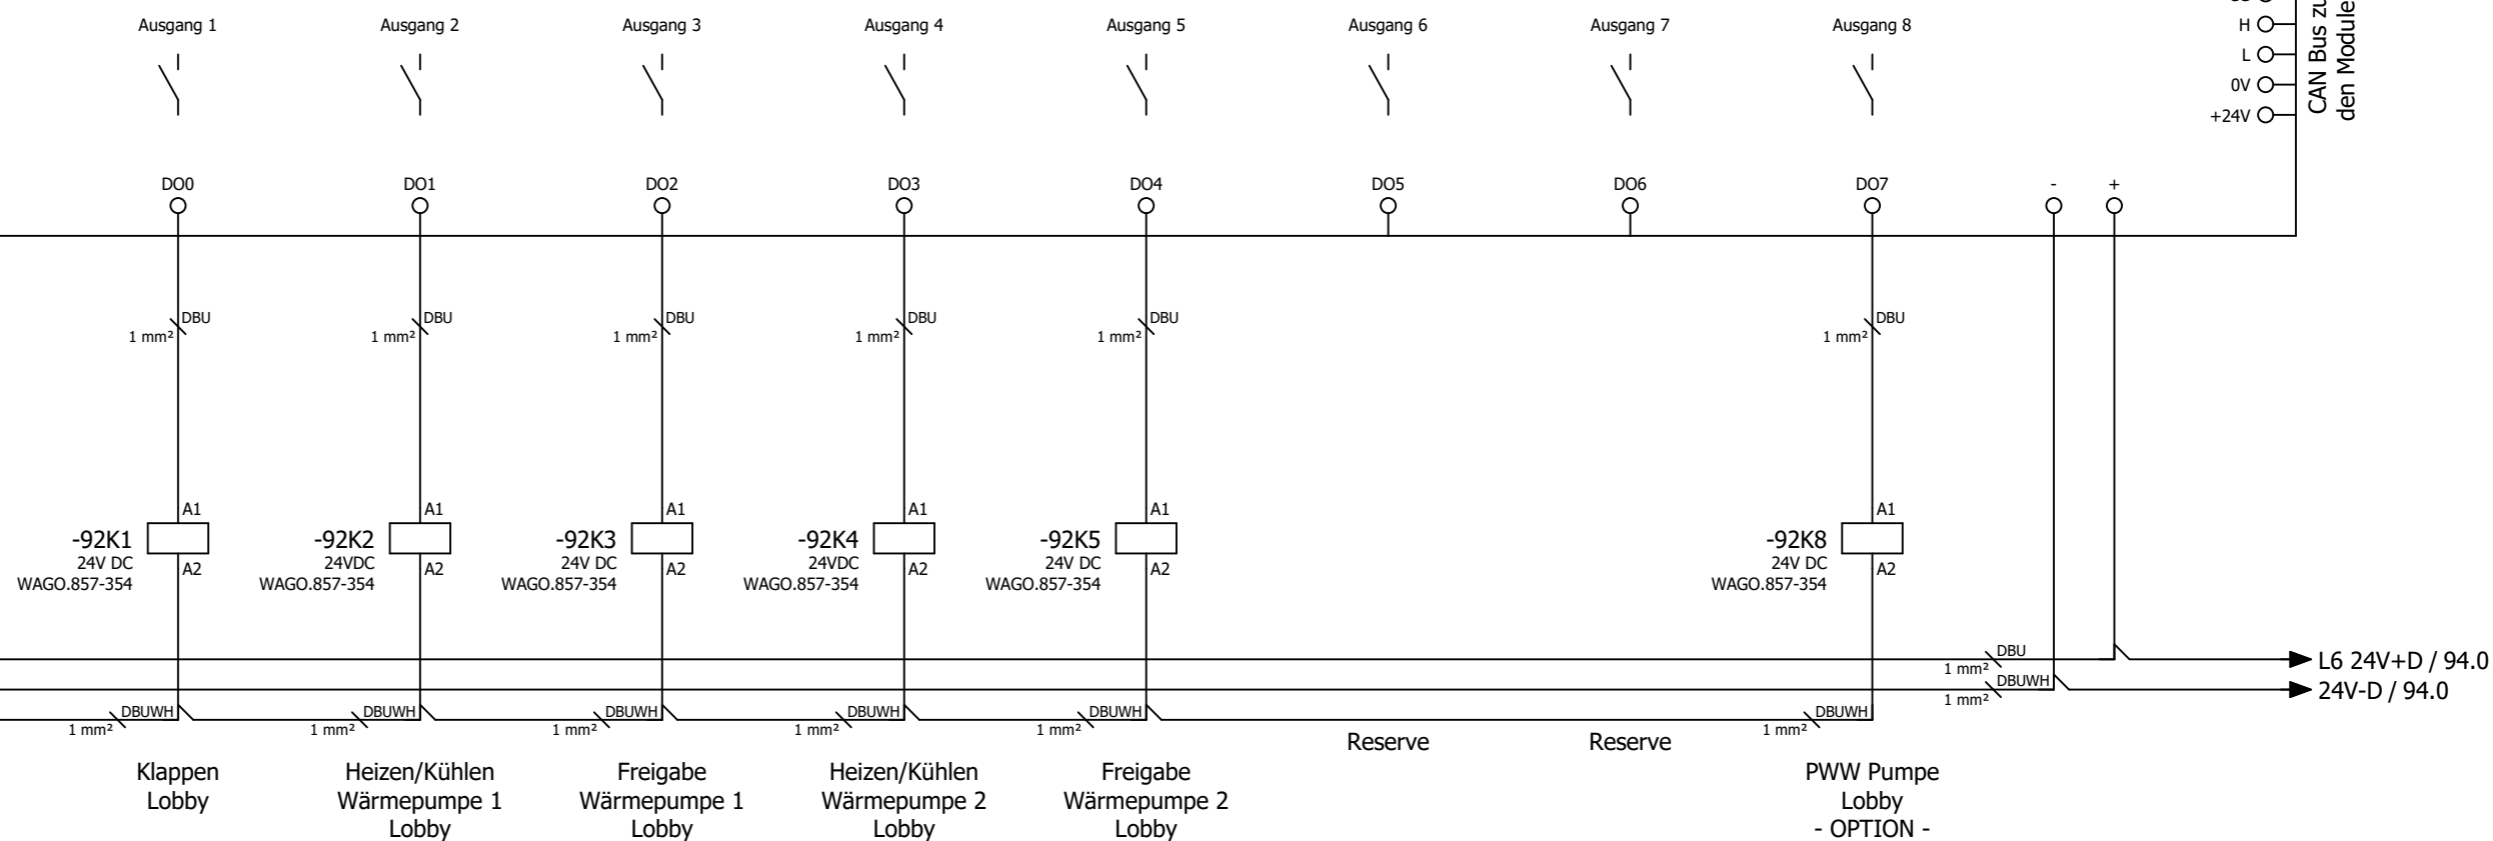 Ausgang 1 Ausgang 2 Ausgang 3 Ausgang 4 Ausgang 5 Ausgang 6 Ausgang 7 Ausgang 8
H
L
0V
+24V
CAN Bus zu
den Module
DO0 DO1 DO2 DO3 DO4 DO5 DO6 DO7 - +
DBU DBU DBU DBU DBU DBU
1 mm² 1 mm² 1 mm² 1 mm² 1 mm² 1 mm²
A1 A1 A1 A1 A1 A1
-92K1 -92K2 -92K3 -92K4 -92K5 -92K8
24V DC 24VDC 24V DC 24VDC 24V DC 24V DC
A2 A2 A2 A2 A2 A2
WAGO.857-354 WAGO.857-354 WAGO.857-354 WAGO.857-354 WAGO.857-354 WAGO.857-354
DBU
1 mm²
L6 24V+D / 94.0
DBUWH
1 mm²
24V-D / 94.0
DBUWH DBUWH DBUWH DBUWH DBUWH DBUWH
1 mm² 1 mm² 1 mm² 1 mm² 1 mm² 1 mm²
Reserve Reserve
Klappen Heizen/Kühlen Freigabe Heizen/Kühlen Freigabe PWW Pumpe
Lobby Wärmepumpe 1 Wärmepumpe 1 Wärmepumpe 2 Wärmepumpe 2 Lobby
Lobby Lobby Lobby Lobby - OPTION -